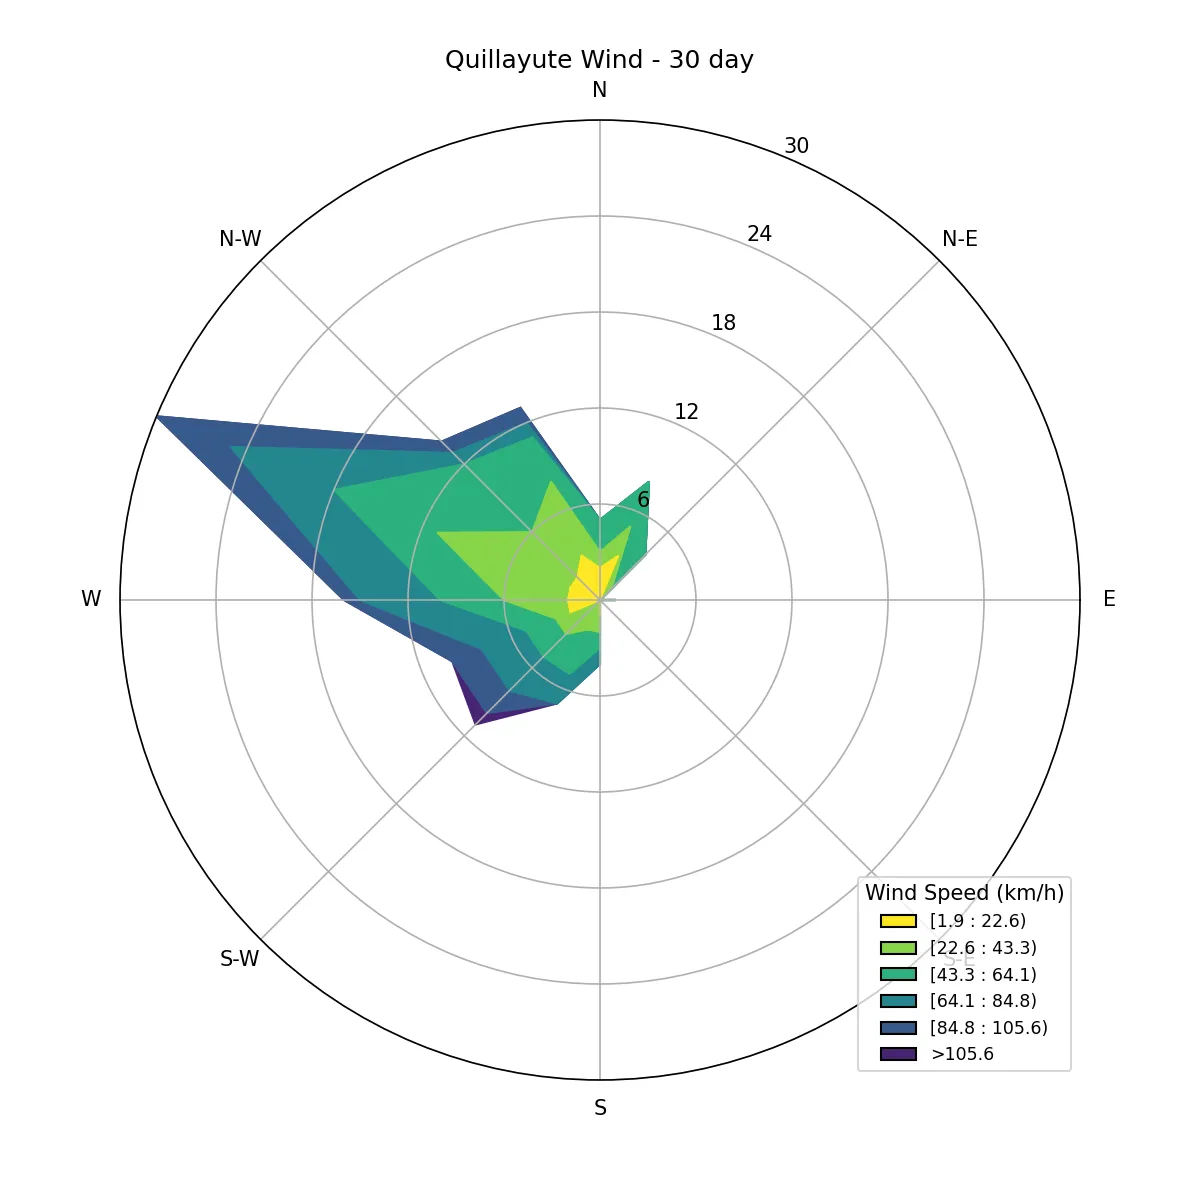 Quillayute Wind - 30 day
N
30
N-W
24
N-E
18
12
6
W
E
Wind Speed (km/h)
[1.9 : 22.6)
[22.6 : 43.3)
S-W
S-E
[43.3 : 64.1)
[64.1 : 84.8)
[84.8 : 105.6)
>105.6
S